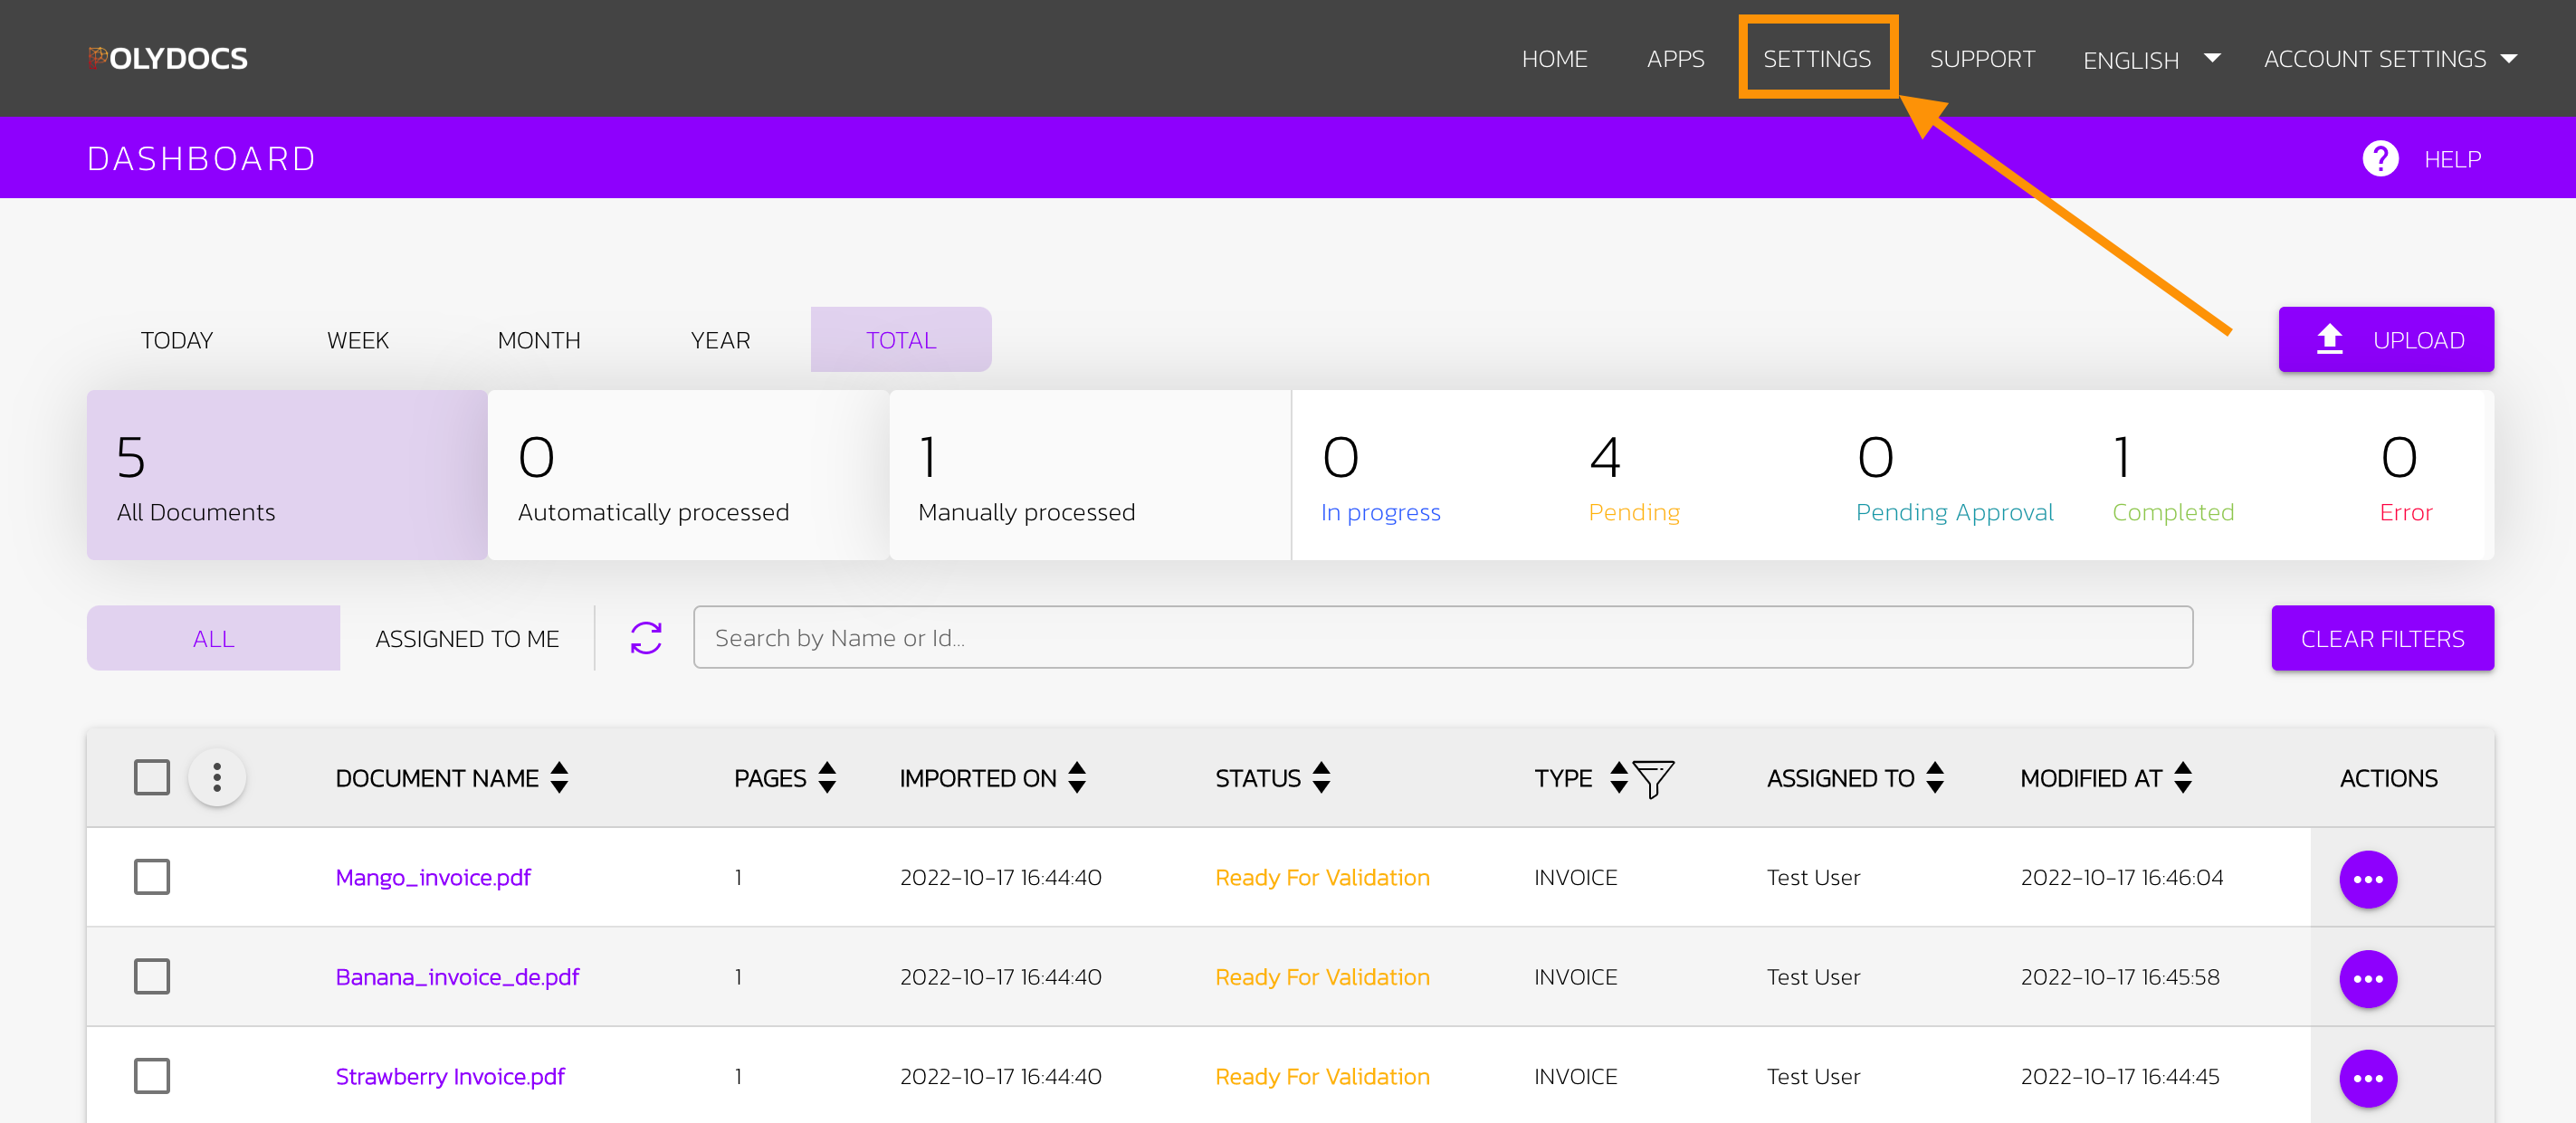 POLYDOCS
HOME APPS SETTINGS SUPPORT ENGLISH ACCOUNT SETTINGS
DASHBOARD
? HELP
TODAY WEEK MONTH YEAR TOTAL
UPLOAD
5 0 1 0 4 0 1 0
All Documents Automatically processed Manually processed In progress Pending Pending Approval Completed Error
ALL ASSIGNED TO ME Search by Name or Id... CLEAR FILTERS
DOCUMENT NAME PAGES IMPORTED ON STATUS TYPE ASSIGNED TO MODIFIED AT ACTIONS
Mango_invoice.pdf 1 2022-10-17 16:44:40 Ready For Validation INVOICE Test User 2022-10-17 16:46:04
Banana_invoice_de.pdf 1 2022-10-17 16:44:40 Ready For Validation INVOICE Test User 2022-10-17 16:45:58
Strawberry Invoice.pdf 1 2022-10-17 16:44:40 Ready For Validation INVOICE Test User 2022-10-17 16:44:45